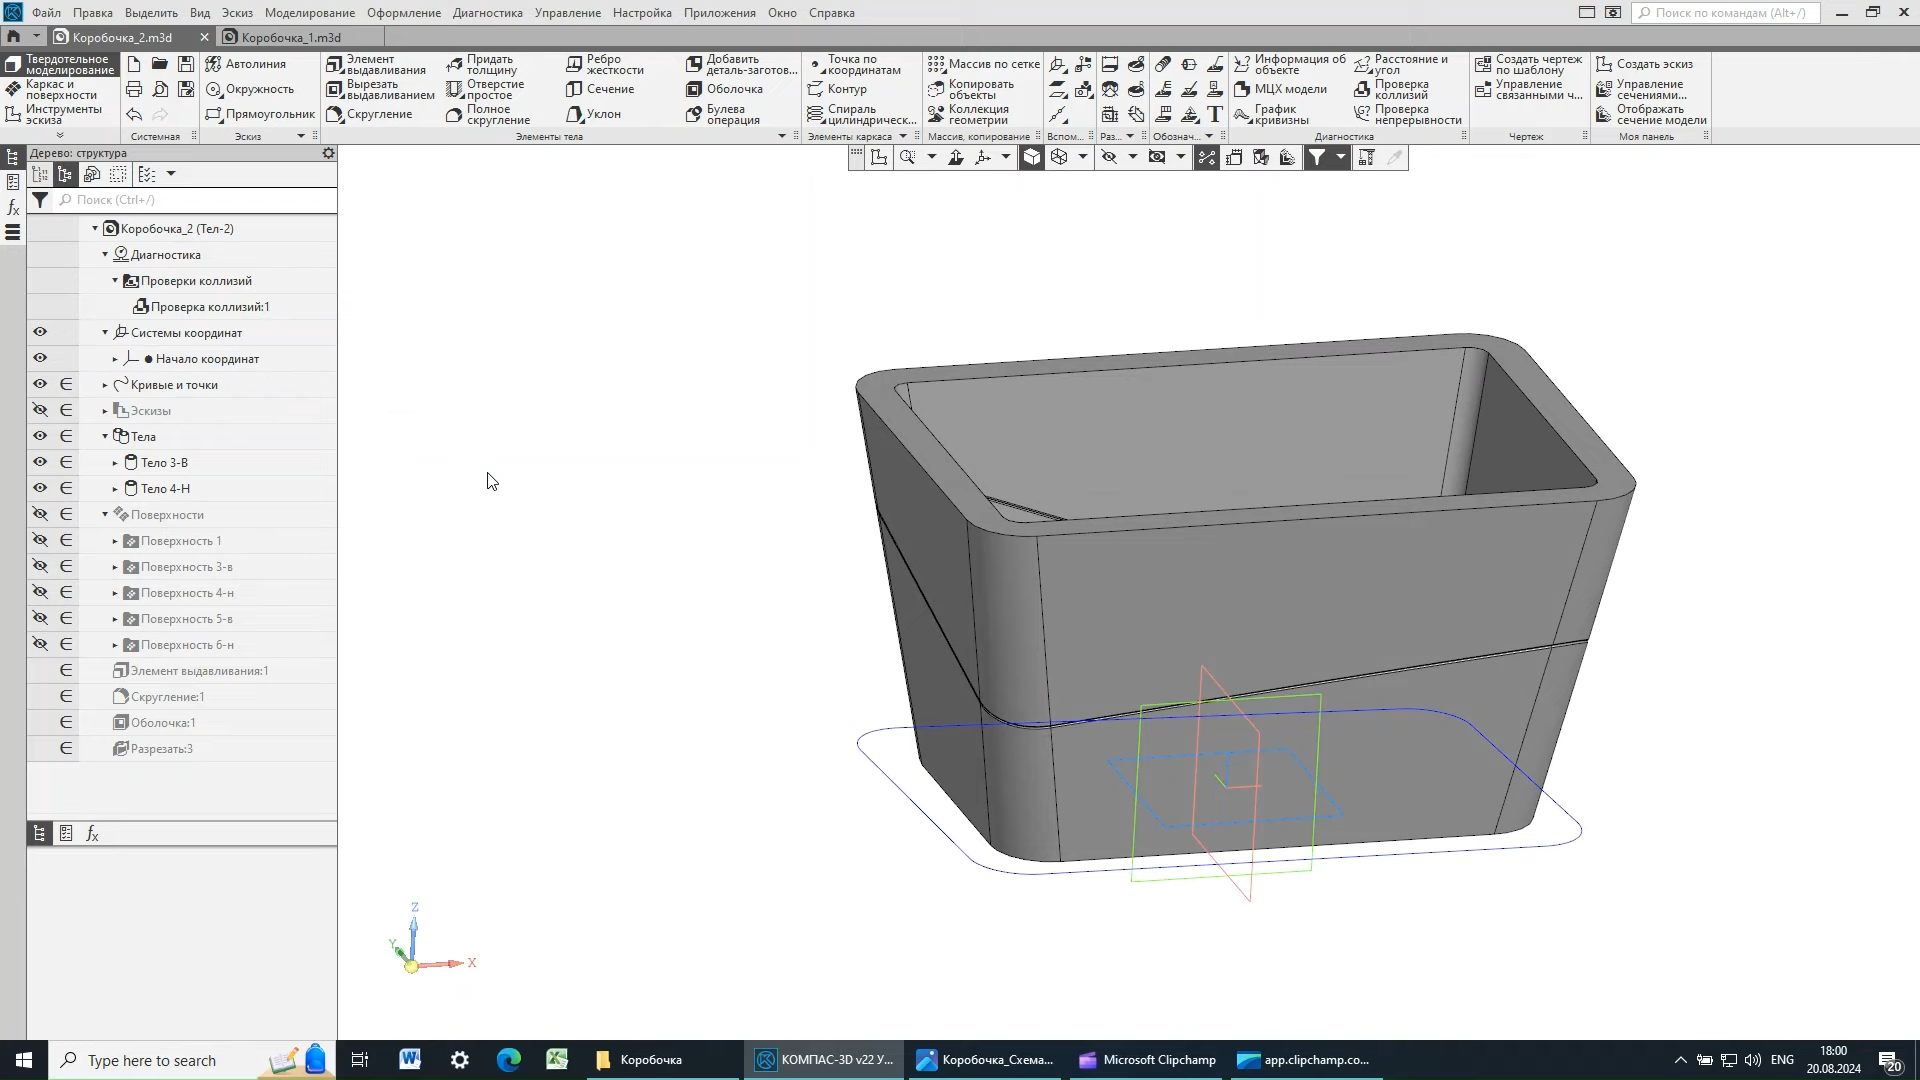 Файл Правка Выделить Вид Эскиз Моделирование Оформление Диагностика Управление Настройка Приложения Окно Справка
Поиск по командам (Alt+/)
Коробочка_2.m3d
Коробочка_1.m3d
Твердотельное моделирование
Каркас и поверхности
Инструменты эскиза
Системная
Автолиния
Окружность
Прямоугольник
Эскиз
Элемент выдавливания
Вырезать выдавливанием
Скругление
Придать толщину
Отверстие простое
Полное скругление
Ребро жесткости
Сечение
Уклон
Добавить деталь-заготов...
Оболочка
Булева операция
Элементы тела
Точка по координатам
Контур
Спираль цилиндрическ...
Элементы каркаса
Массив по сетке
Копировать объекты
Коллекция геометрии
Массив, копирование
Вспом...
Раз...
Обознач...
Информация об объекте
МЦХ модели
График кривизны
Расстояние и угол
Проверка коллизий
Проверка непрерывности
Диагностика
Создать чертеж по шаблону
Управление связанными ч...
Чертеж
Создать эскиз
Управление сечениями...
Отображать сечение модели
Моя панель
Дерево: структура
Поиск (Ctrl+/)
Коробочка_2 (Тел-2)
Диагностика
Проверки коллизий
Проверка коллизий:1
Системы координат
Начало координат
Кривые и точки
Эскизы
Тела
Тело 3-В
Тело 4-Н
Поверхности
Поверхность 1
Поверхность 3-в
Поверхность 4-н
Поверхность 5-в
Поверхность 6-н
Элемент выдавливания:1
Скругление:1
Оболочка:1
Разрезать:3
Z
Y
X
Type here to search
Коробочка
КОМПАС-3D v22 У...
Коробочка_Схема...
Microsoft Clipchamp
app.clipchamp.co...
ENG
18:00
20.08.2024
20